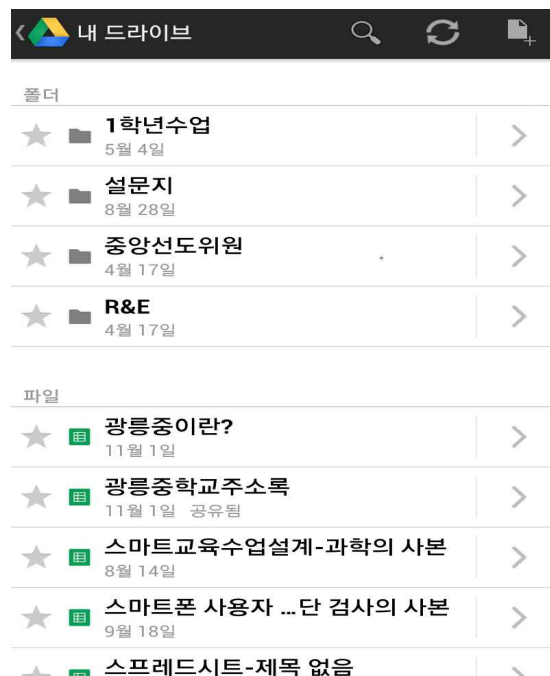 내 드라이브
폴더
1학년수업
5월 4일
설문지
8월 28일
중앙선도위원
4월 17일
R&E
4월 17일
파일
광릉중이란?
11월 1일
광릉중학교주소록
11월 1일 공유됨
스마트교육수업설계-과학의 사본
8월 14일
스마트폰 사용자 ...단 검사의 사본
9월 18일
스프레드시트-제목 없음